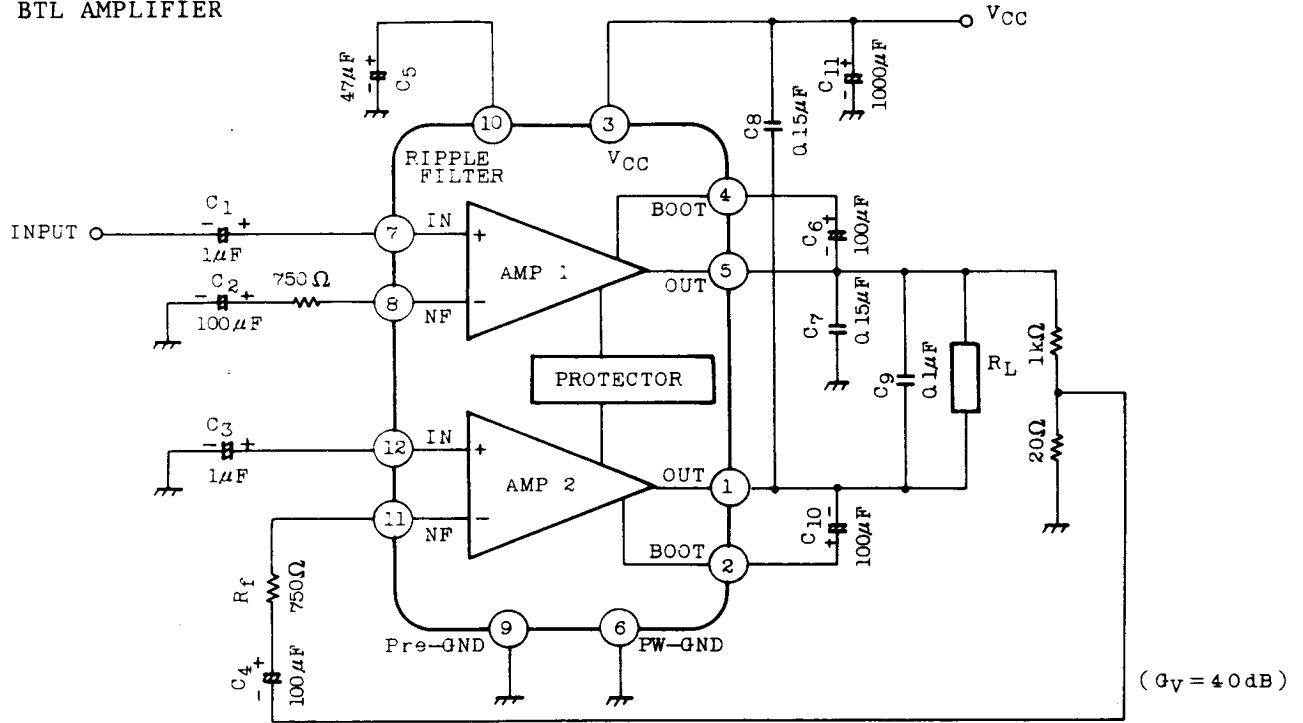 BTL AMPLIFIER
VCC
47μF
+
-
C5
C11
+
-
1000μF
C8
0.15μF
10
3
RIPPLE
FILTER
VCC
4
BOOT
C6
+
-
100μF
C1
- +
1μF
INPUT
7
IN
+
AMP 1
OUT
5
C2
- +
100μF
750Ω
8
NF
-
C7
0.15μF
C9
0.1μF
RL
1kΩ
PROTECTOR
C3
- +
1μF
12
IN
+
AMP 2
OUT
1
20Ω
11
NF
-
C10
-
+
100μF
BOOT
2
Rf
750Ω
Pre-GND
9
6
PW-GND
C4
+
-
100μF
(GV=40dB)